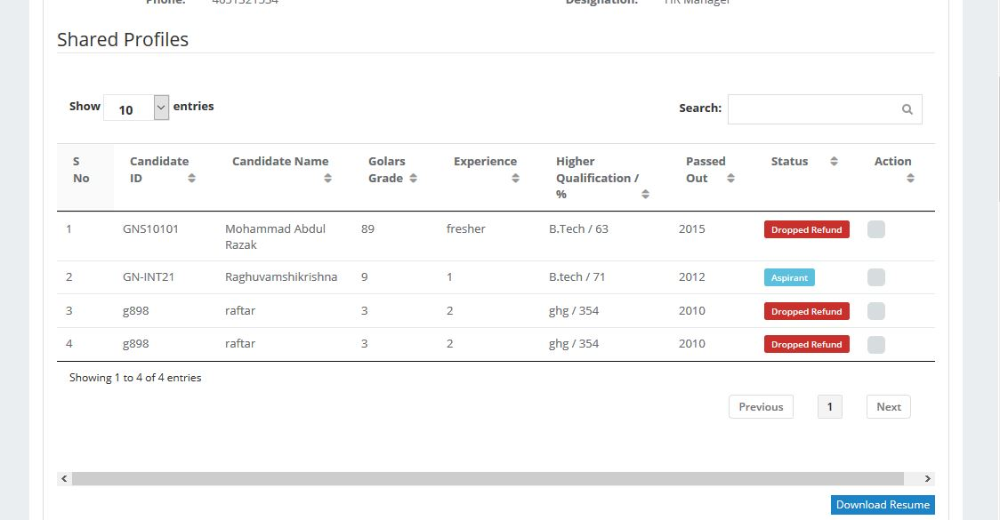 Phone: 4651321534 Designation: HR Manager
Shared Profiles
Show 10 entries Search:
S No Candidate ID Candidate Name Golars Grade Experience Higher Qualification / % Passed Out Status Action
1 GNS10101 Mohammad Abdul Razak 89 fresher B.Tech / 63 2015 Dropped Refund
2 GN-INT21 Raghuvamshikrishna 9 1 B.tech / 71 2012 Aspirant
3 g898 raftar 3 2 ghg / 354 2010 Dropped Refund
4 g898 raftar 3 2 ghg / 354 2010 Dropped Refund
Showing 1 to 4 of 4 entries
Previous 1 Next
Download Resume